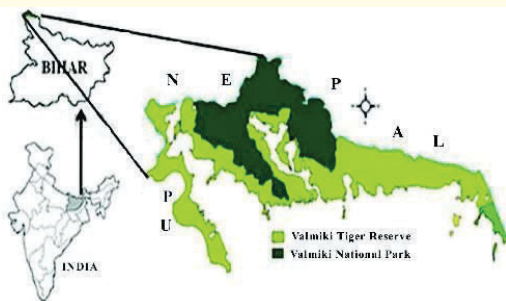 BIHAR
INDIA
N E P A L
U P
Valmiki Tiger Reserve
Valmiki National Park